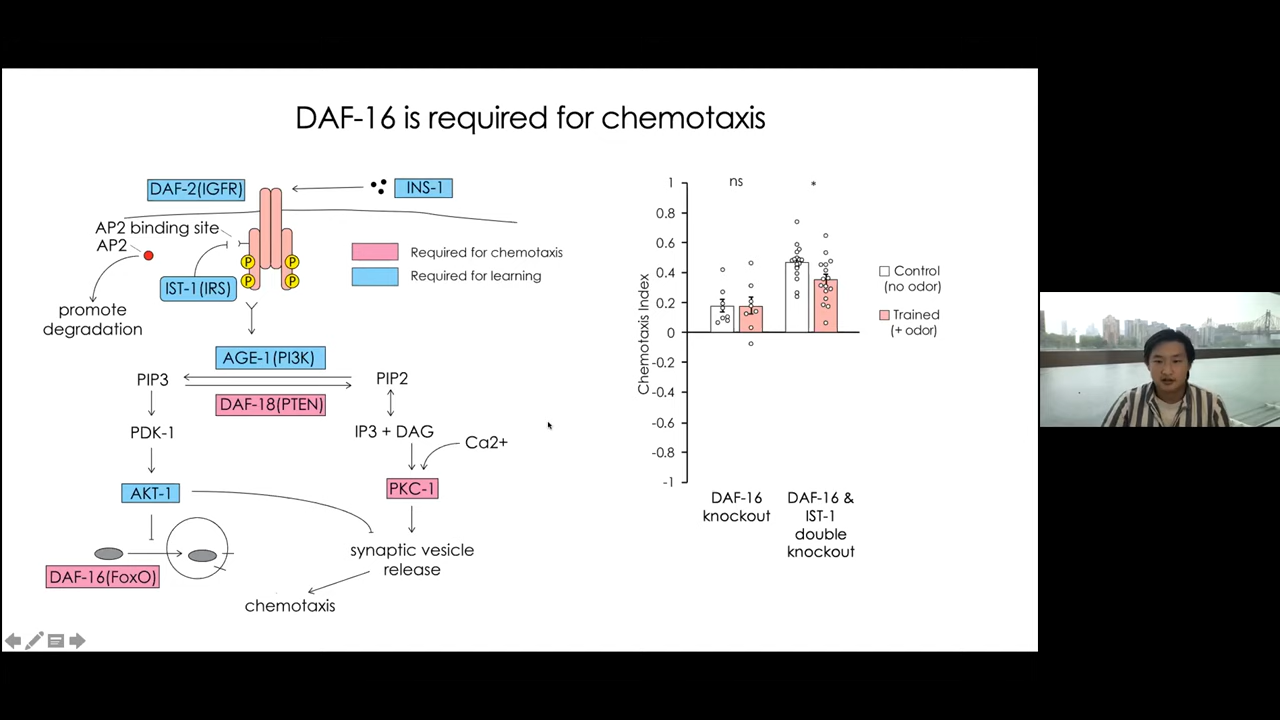 DAF-16 is required for chemotaxis
DAF-2(IGFR)
INS-1
AP2 binding site
AP2
IST-1(IRS)
P
P
P
P
promote
degradation
Required for chemotaxis
Required for learning
AGE-1(PI3K)
PIP3
PIP2
DAF-18(PTEN)
PDK-1
IP3 + DAG
Ca2+
AKT-1
PKC-1
synaptic vesicle
release
DAF-16(FoxO)
chemotaxis
Chemotaxis Index
1
0.8
0.6
0.4
0.2
0
-0.2
-0.4
-0.6
-0.8
-1
ns
*
Control
(no odor)
Trained
(+ odor)
DAF-16
knockout
DAF-16 &
IST-1
double
knockout